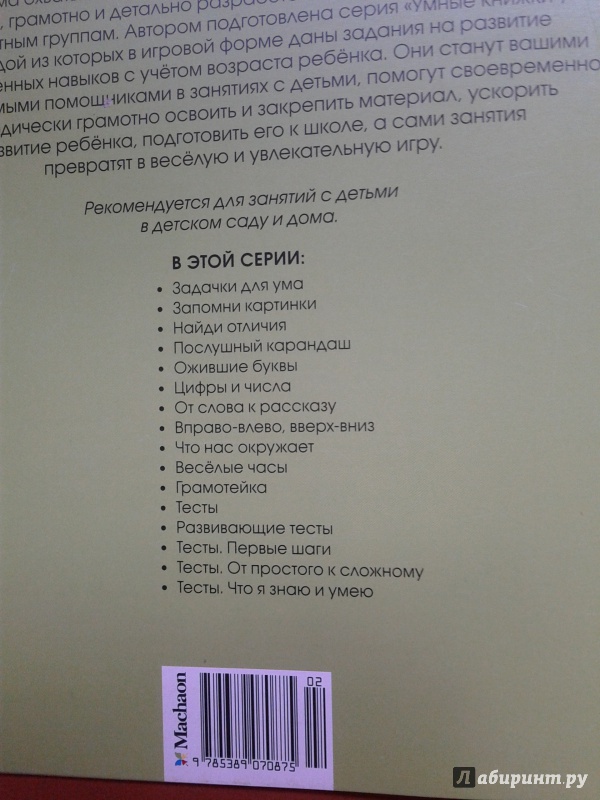 грамотно и детально
тным группам. Автором подготовлена серия «Умные книжки
дой из которых в игровой форме даны задания на развитие
енных навыков с учётом возраста ребёнка. Они станут вашими
мыми помощниками в занятиях с детьми, помогут своевременно
дически грамотно освоить и закрепить материал, ускорить
звитие ребёнка, подготовить его к школе, а сами занятия
превратят в весёлую и увлекательную игру.
Рекомендуется для занятий с детьми
в детском саду и дома.
В ЭТОЙ СЕРИИ:
• Задачки для ума
• Запомни картинки
• Найди отличия
• Послушный карандаш
• Ожившие буквы
• Цифры и числа
• От слова к рассказу
• Вправо-влево, вверх-вниз
• Что нас окружает
• Весёлые часы
• Грамотейка
• Тесты
• Развивающие тесты
• Тесты. Первые шаги
• Тесты. От простого к сложному
• Тесты. Что я знаю и умею
Machaon
02
9 785389 070875
Лабиринт.ру